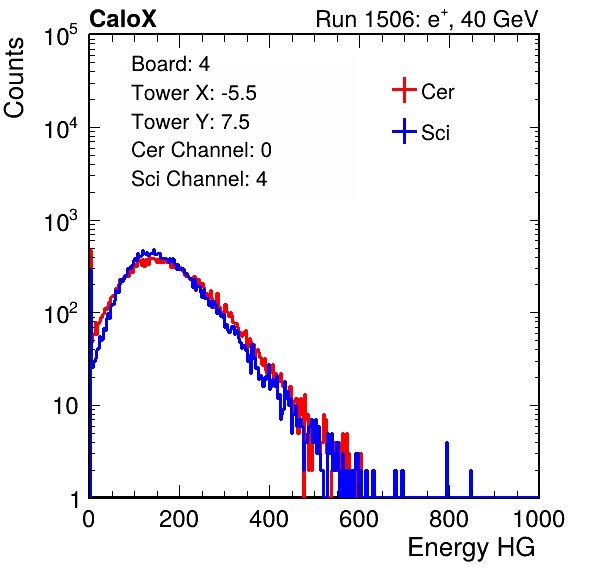 CaloX Run 1506: e⁺, 40 GeV
Counts
10⁵
10⁴
10³
10²
10
1
Board: 4
Tower X: -5.5
Tower Y: 7.5
Cer Channel: 0
Sci Channel: 4
Cer
Sci
0 200 400 600 800 1000
Energy HG